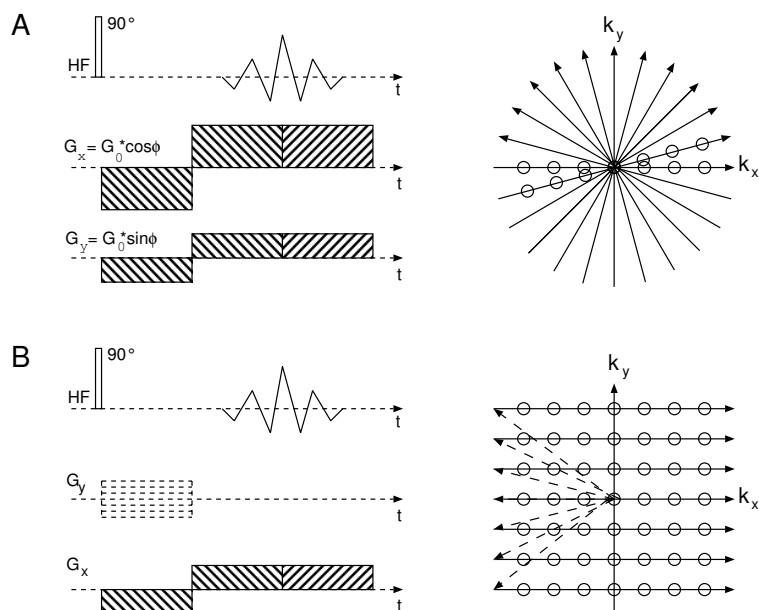 A
90°
HF
t
G_x = G_0*cosϕ
t
G_y = G_0*sinϕ
t
k_y
k_x
B
90°
HF
t
G_y
t
G_x
k_y
k_x